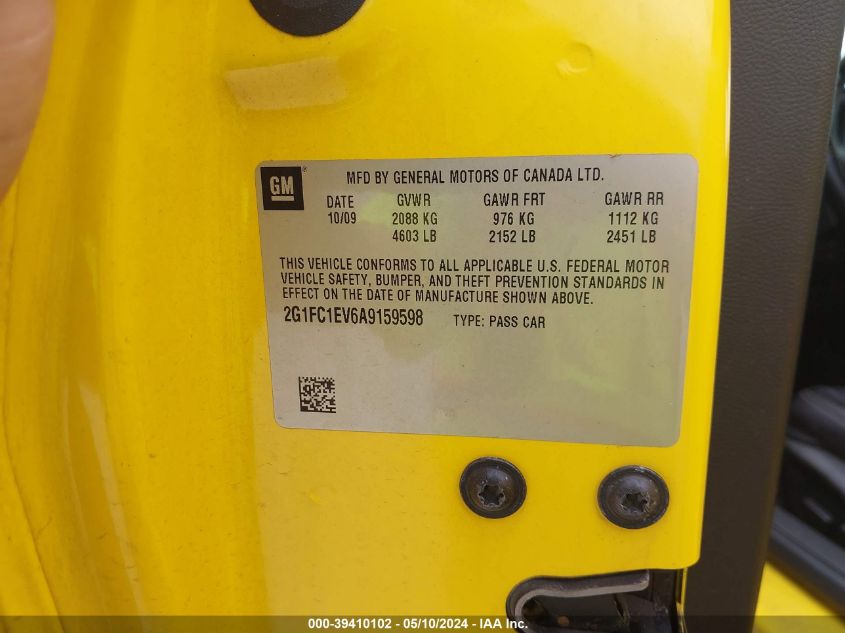 GM
MFD BY GENERAL MOTORS OF CANADA LTD.
DATE GVWR GAWR FRT GAWR RR
10/09 2088 KG 976 KG 1112 KG
4603 LB 2152 LB 2451 LB
THIS VEHICLE CONFORMS TO ALL APPLICABLE U.S. FEDERAL MOTOR
VEHICLE SAFETY, BUMPER, AND THEFT PREVENTION STANDARDS IN
EFFECT ON THE DATE OF MANUFACTURE SHOWN ABOVE.
2G1FC1EV6A9159598 TYPE: PASS CAR
000-39410102 - 05/10/2024 - IAA Inc.